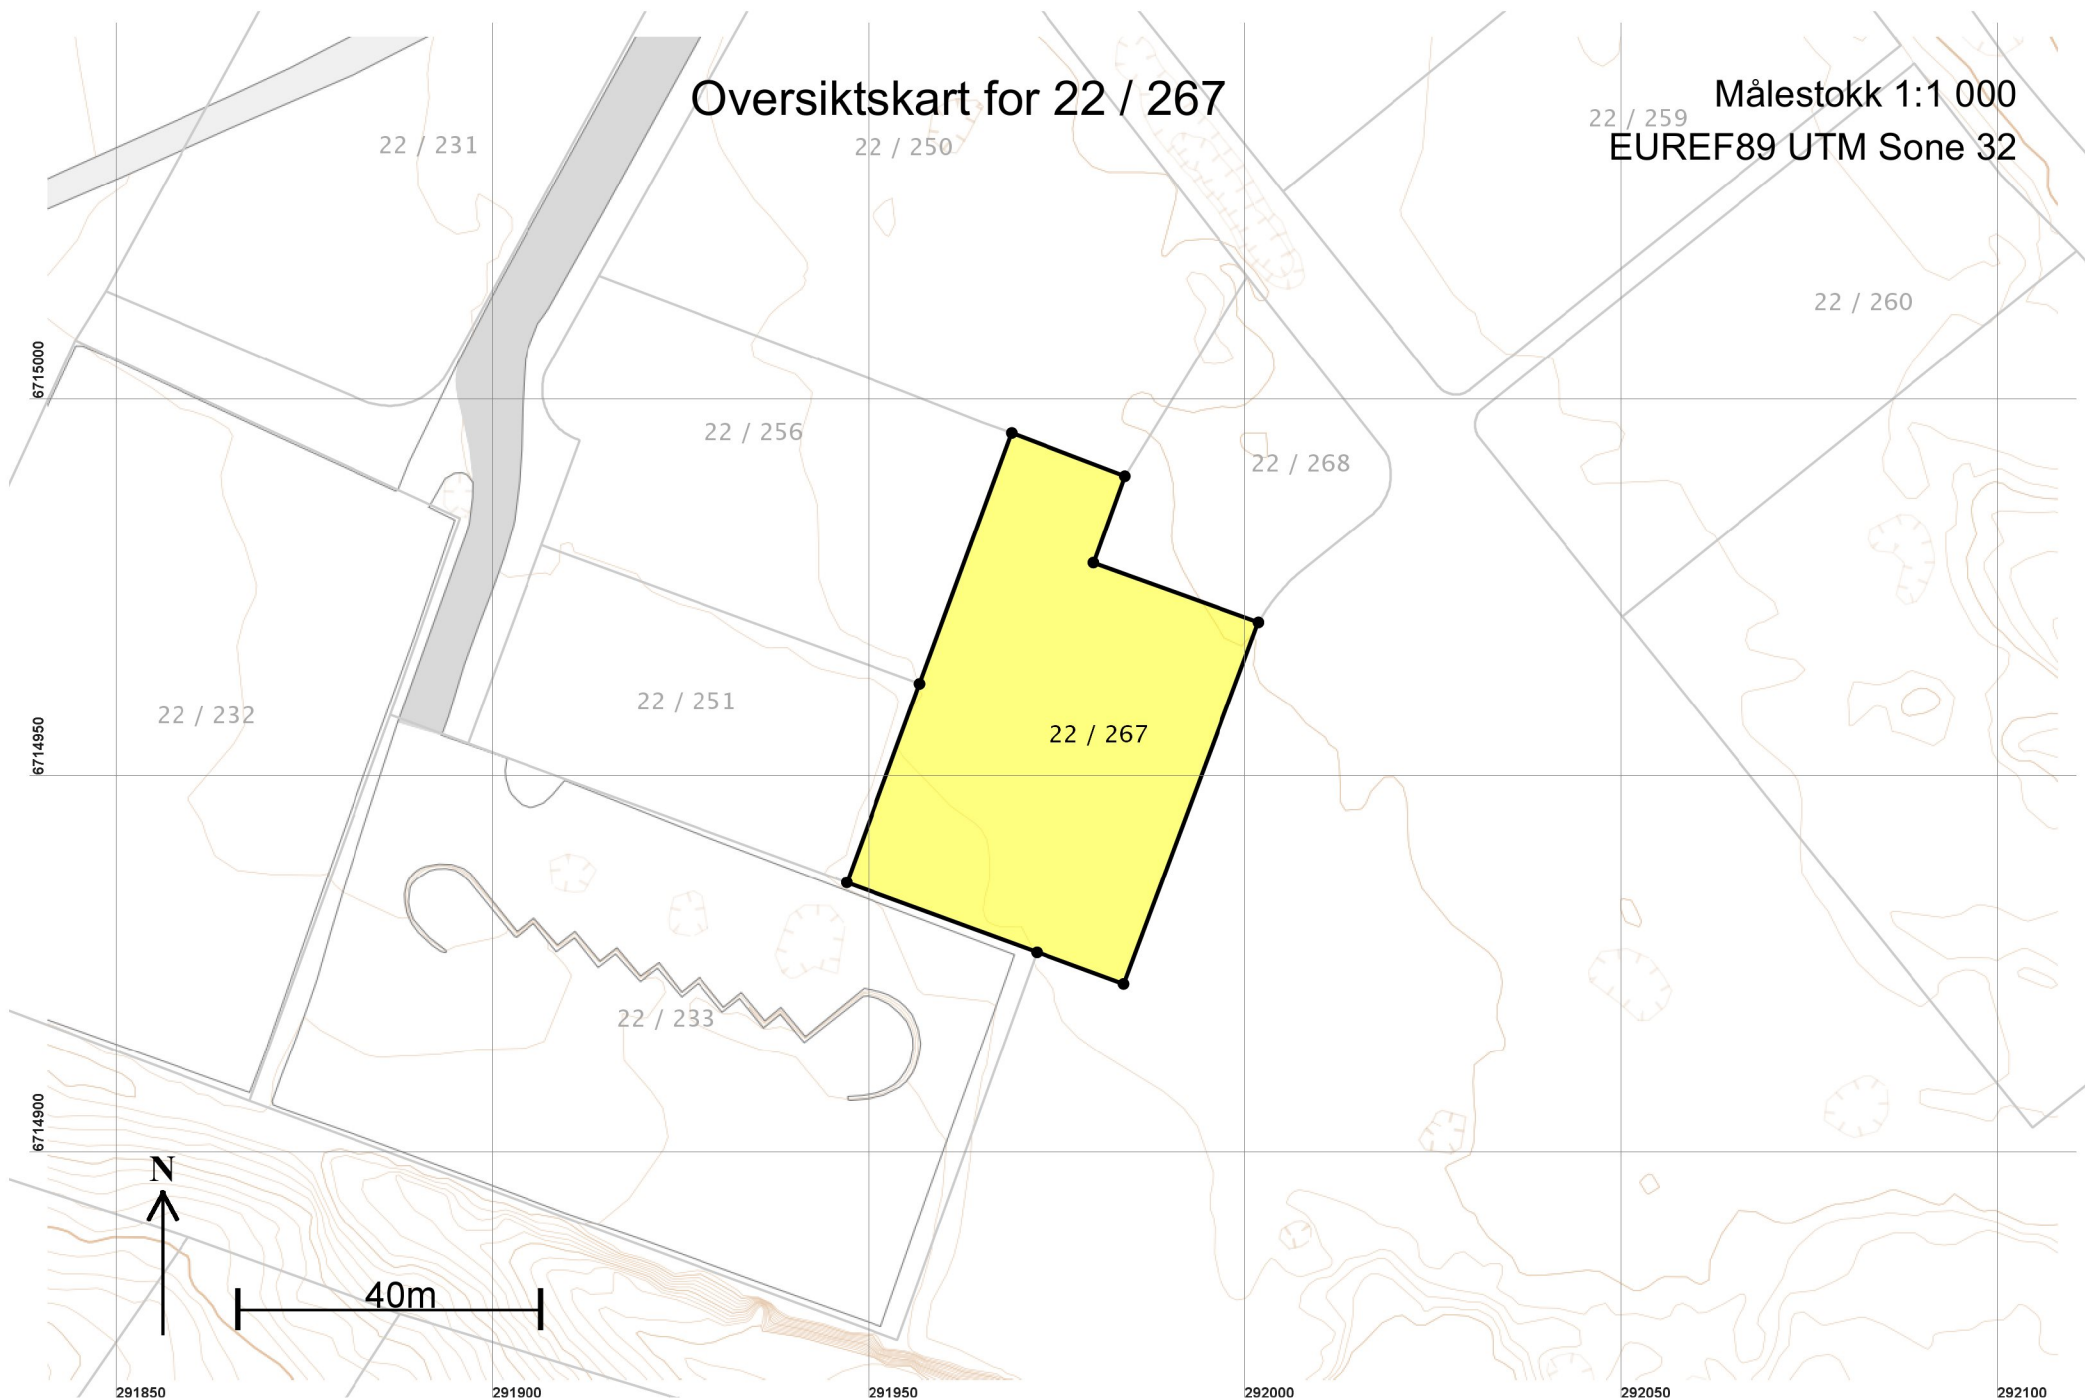 Oversiktskart for 22 / 267
Målestokk 1:1 000
EUREF89 UTM Sone 32
22 / 231
22 / 250
22 / 259
22 / 260
6715000
22 / 256
22 / 268
22 / 232
22 / 251
22 / 267
6714950
22 / 233
6714900
N
40m
291850
291900
291950
292000
292050
292100